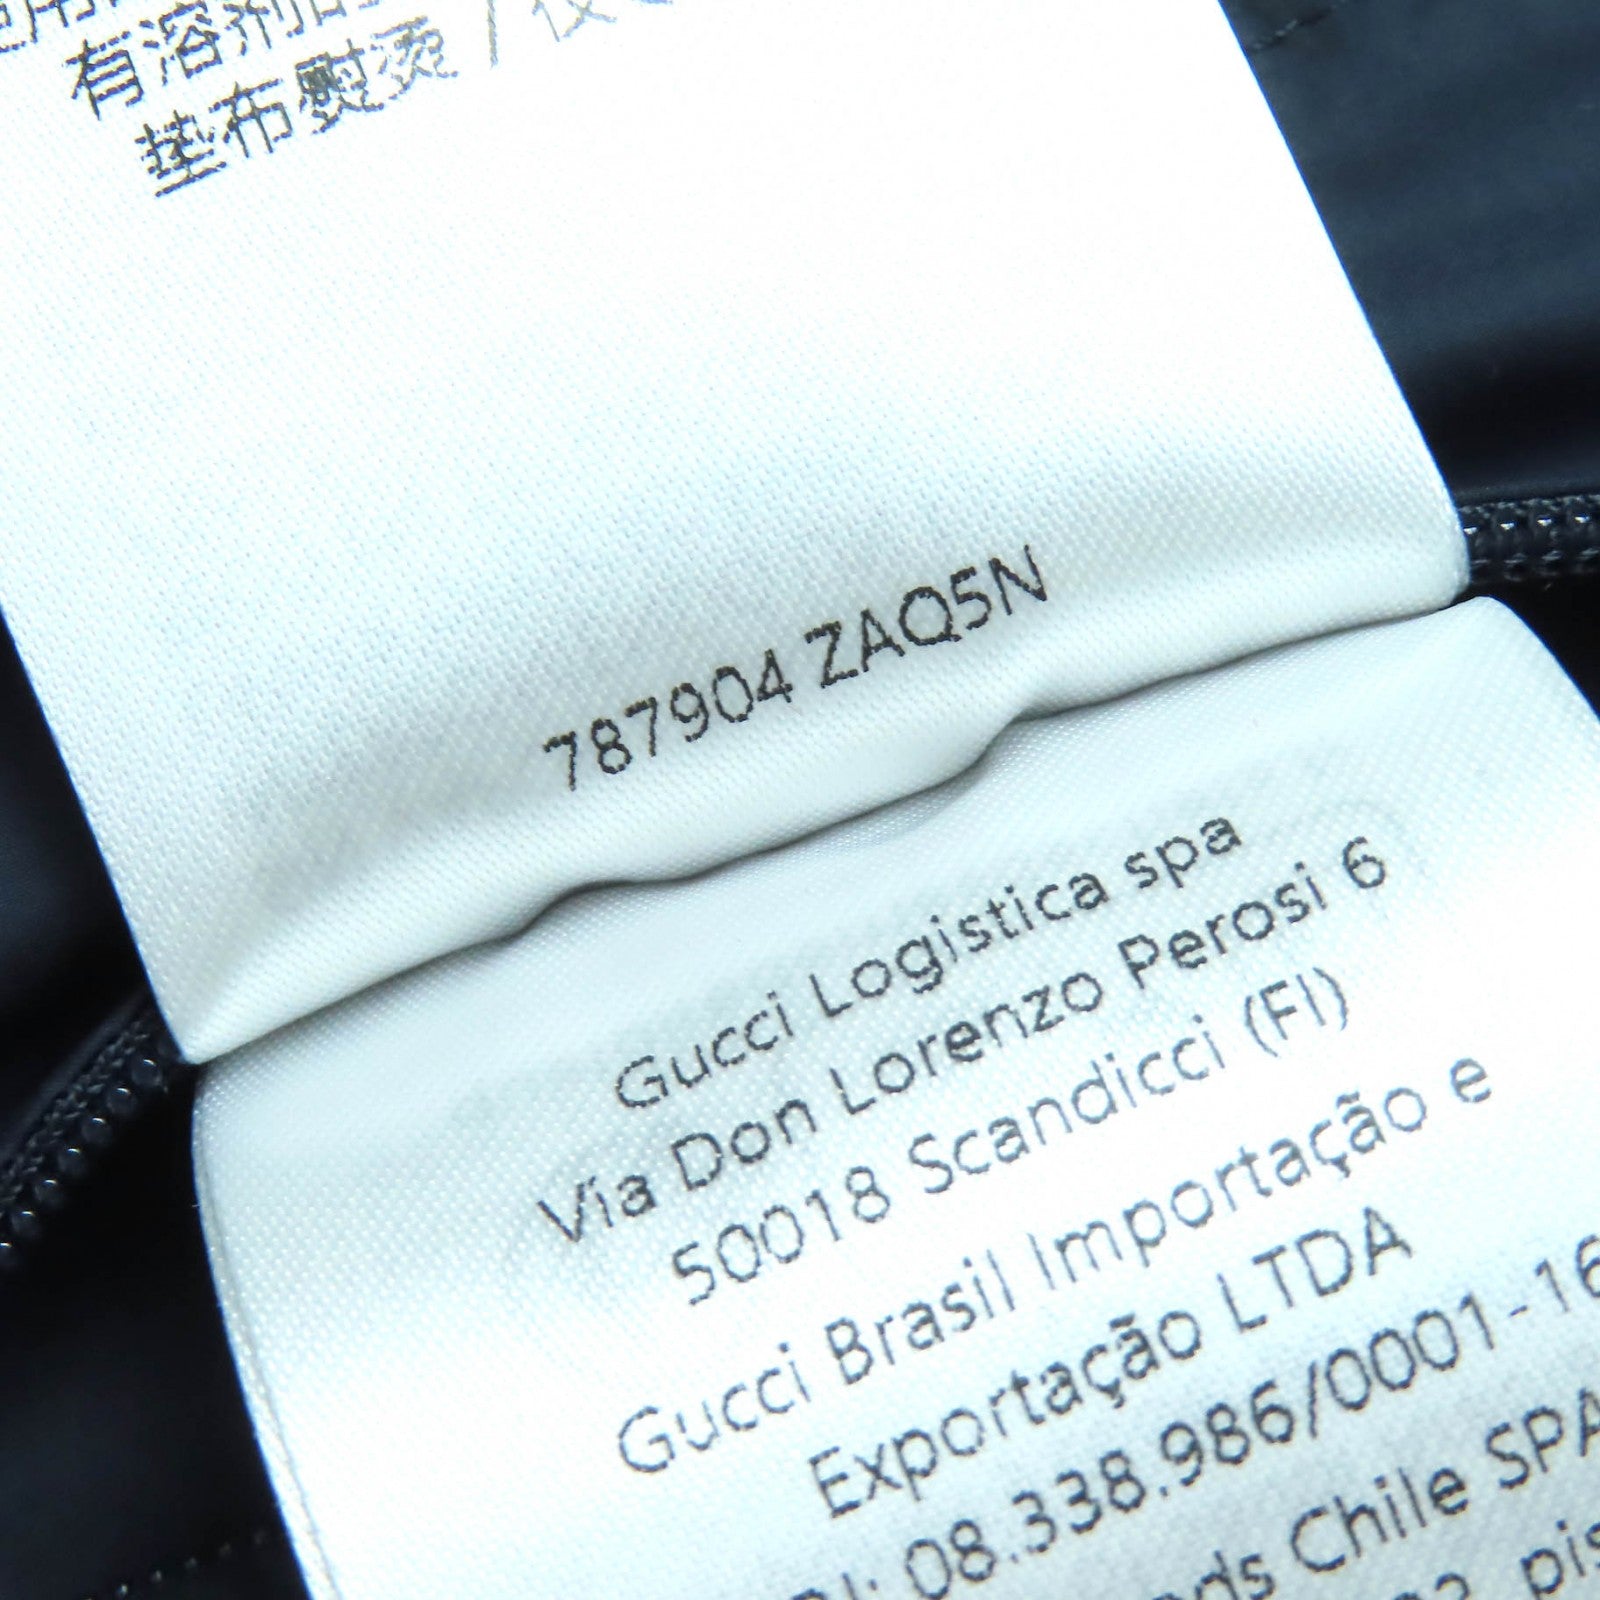 有溶剂的
垫布熨烫 / 仅
787904 ZAQ5N
Gucci Logistica spa
Via Don Lorenzo Perosi 6
50018 Scandicci (FI)
Gucci Brasil Importação e
Exportação LTDA
08.338.986/0001-16
Chile SPA